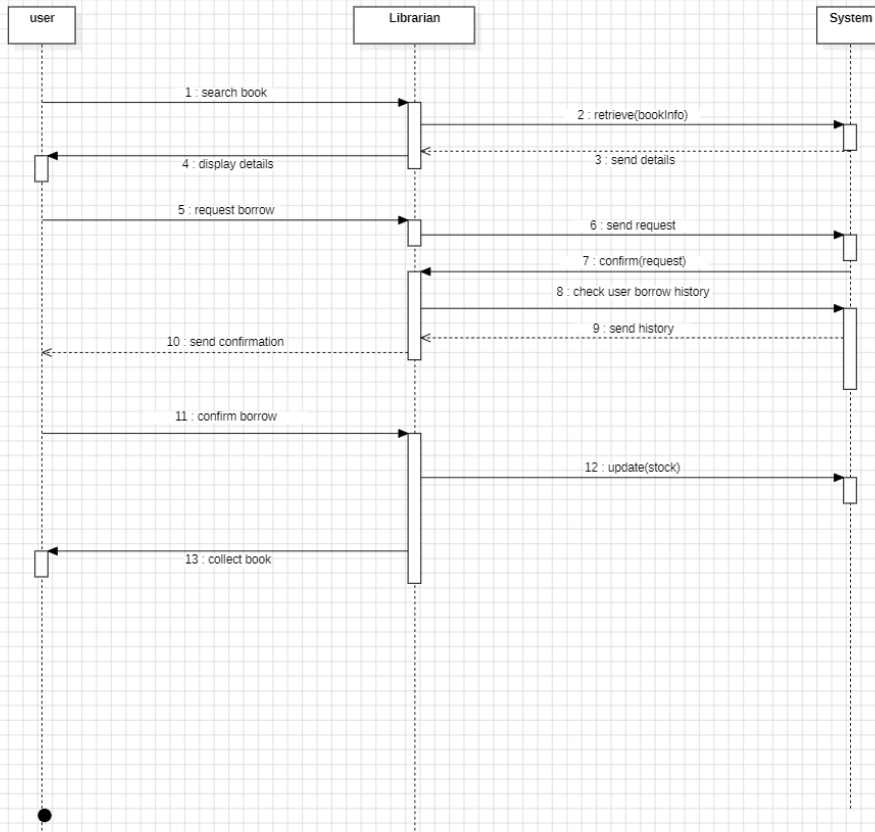 user
Librarian
System
1 : search book
2 : retrieve(bookInfo)
3 : send details
4 : display details
5 : request borrow
6 : send request
7 : confirm(request)
8 : check user borrow history
9 : send history
10 : send confirmation
11 : confirm borrow
12 : update(stock)
13 : collect book